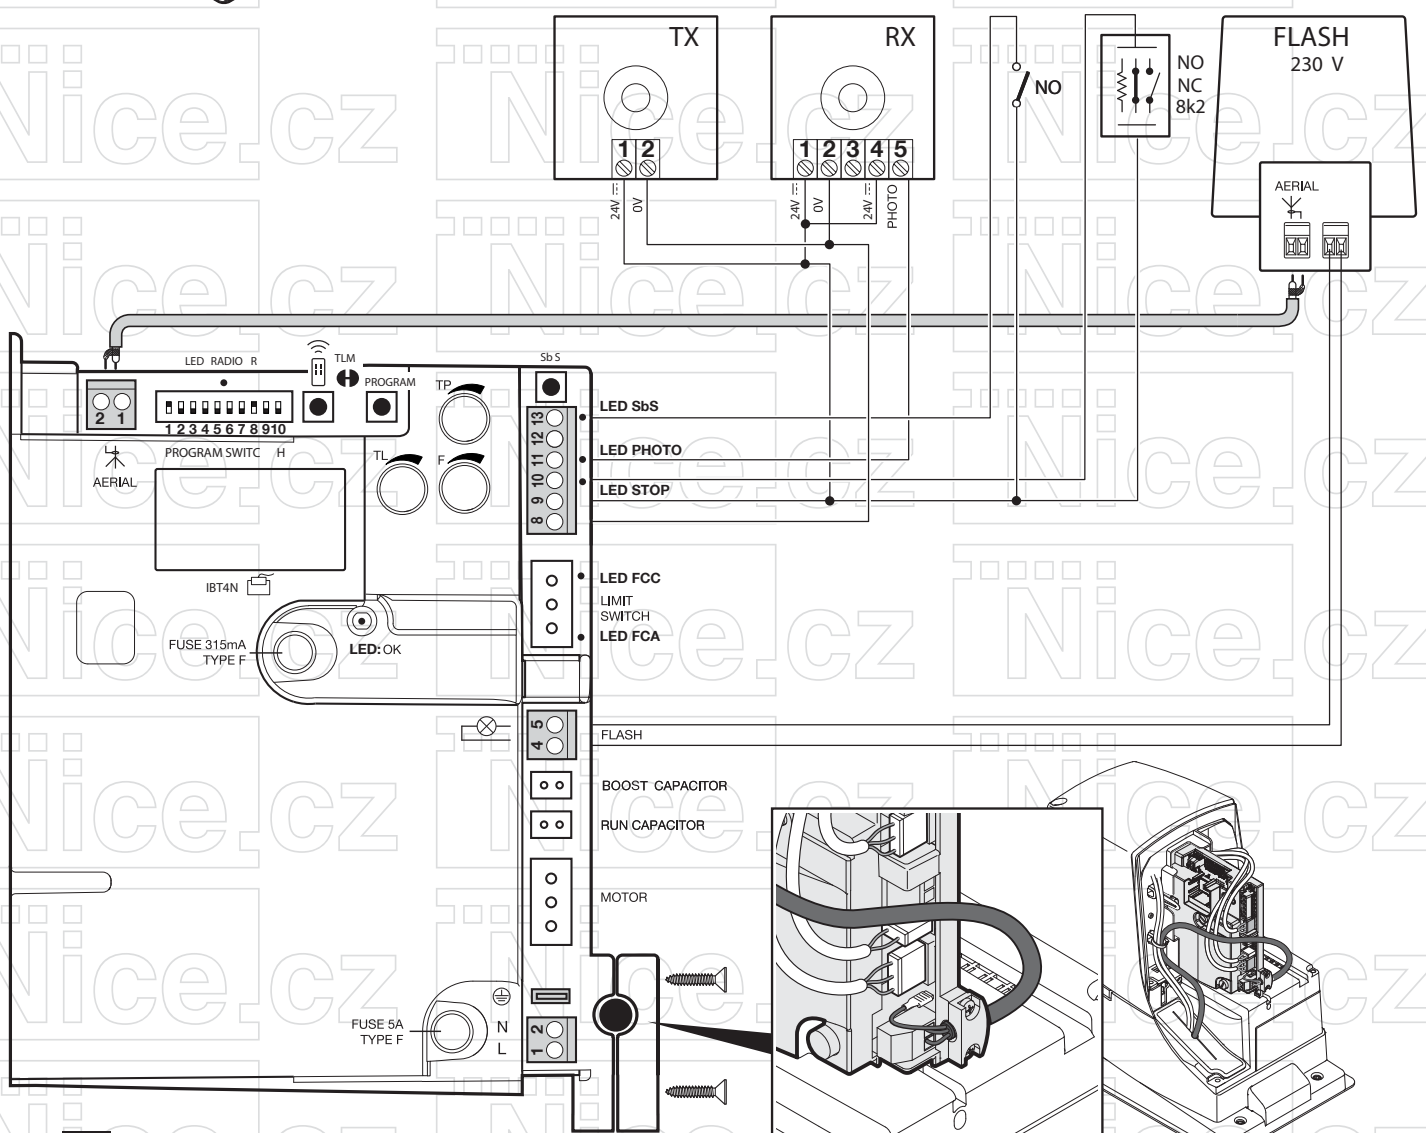 TX
RX
FLASH
230 V
NO
NO
NC
8k2
1 2
1 2 3 4 5
24V
0V
24V
0V
24V
PHOTO
AERIAL
LED RADIO R
TLM
PROGRAM
Sb S
2 1
1 2 3 4 5 6 7 8 9 10
PROGRAM SWITC H
AERIAL
TP
TL
F
13
12
11
10
9
8
LED SbS
LED PHOTO
LED STOP
IBT4N
LED FCC
LIMIT
SWITCH
LED FCA
FUSE 315mA
TYPE F
LED: OK
5
4
FLASH
BOOST CAPACITOR
RUN CAPACITOR
MOTOR
FUSE 5A
TYPE F
N
L
2
1
Nice.cz